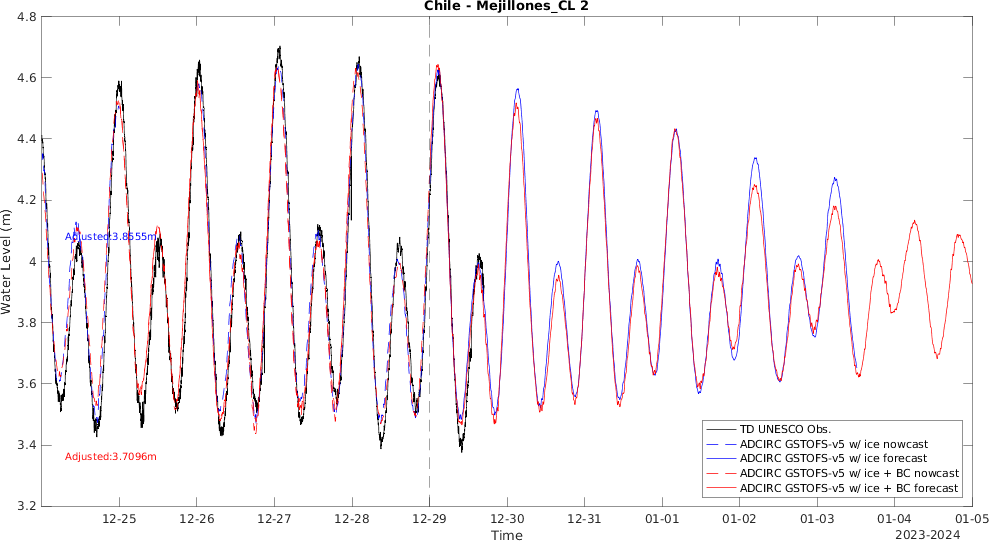 Chile - Mejillones_CL 2
4.8
4.6
4.4
4.2
4
3.8
3.6
3.4
3.2
Water Level (m)
Adjusted:3.8555m
Adjusted:3.7096m
TD UNESCO Obs.
ADCIRC GSTOFS-v5 w/ ice nowcast
ADCIRC GSTOFS-v5 w/ ice forecast
ADCIRC GSTOFS-v5 w/ ice + BC nowcast
ADCIRC GSTOFS-v5 w/ ice + BC forecast
12-25 12-26 12-27 12-28 12-29 12-30 12-31 01-01 01-02 01-03 01-04 01-05
Time
2023-2024